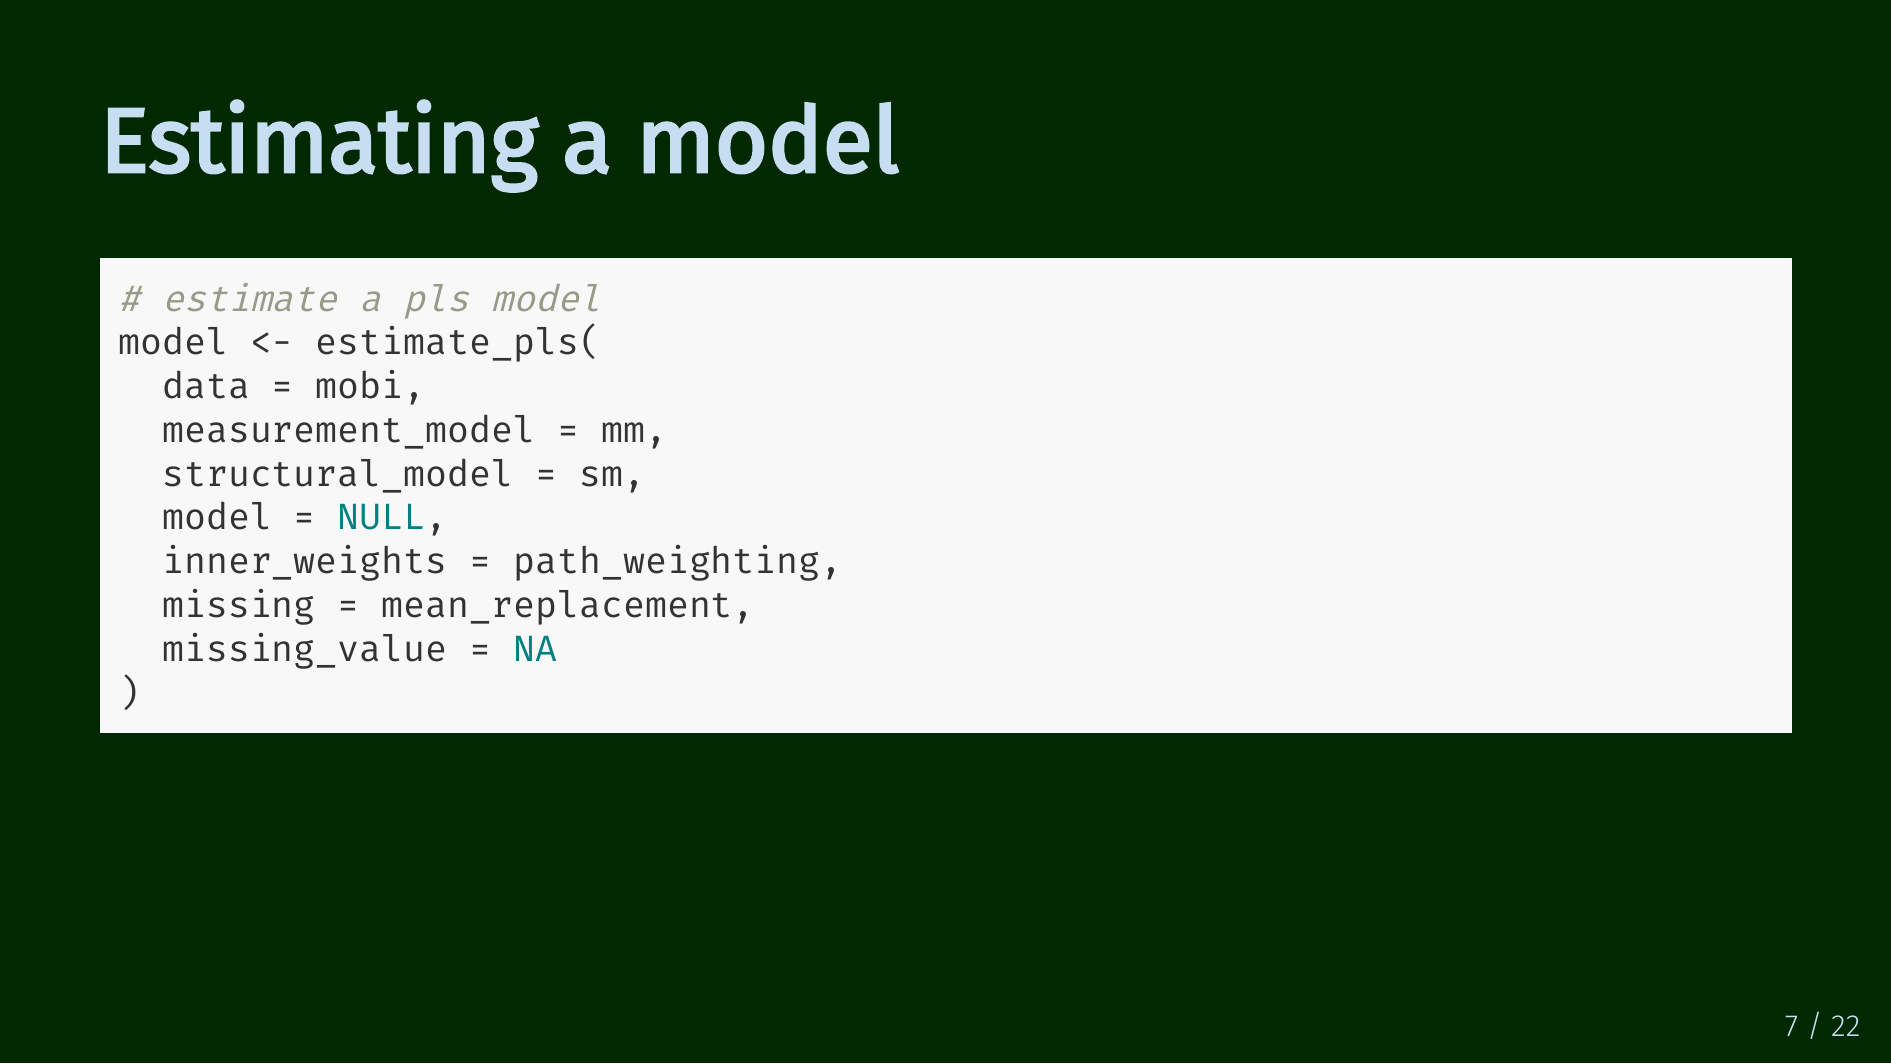 Estimating a model
# estimate a pls model
model <- estimate_pls(
  data = mobi,
  measurement_model = mm,
  structural_model = sm,
  model = NULL,
  inner_weights = path_weighting,
  missing = mean_replacement,
  missing_value = NA
)
7 / 22